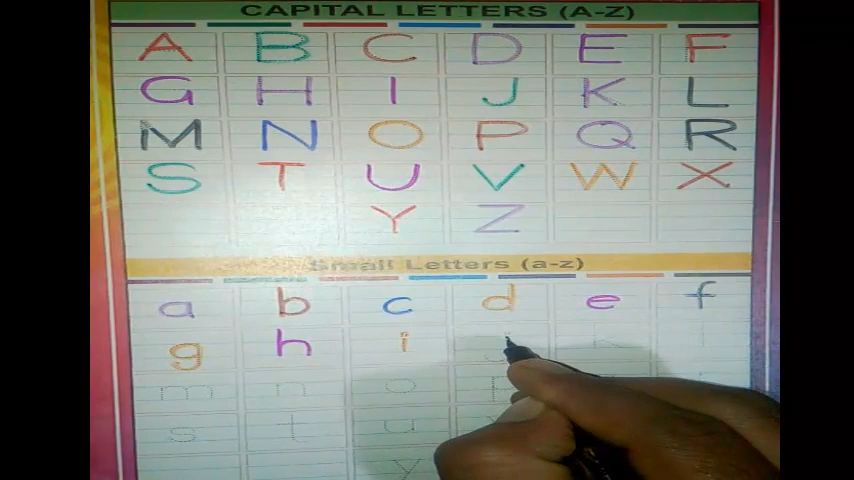 CAPITAL LETTERS (A-Z)
A B C D E F
G H I J K L
M N O P Q R
S T U V W X
Y Z
Small Letters (a-z)
a b c d e f
g h i j k l
m n o p
s t u v
y